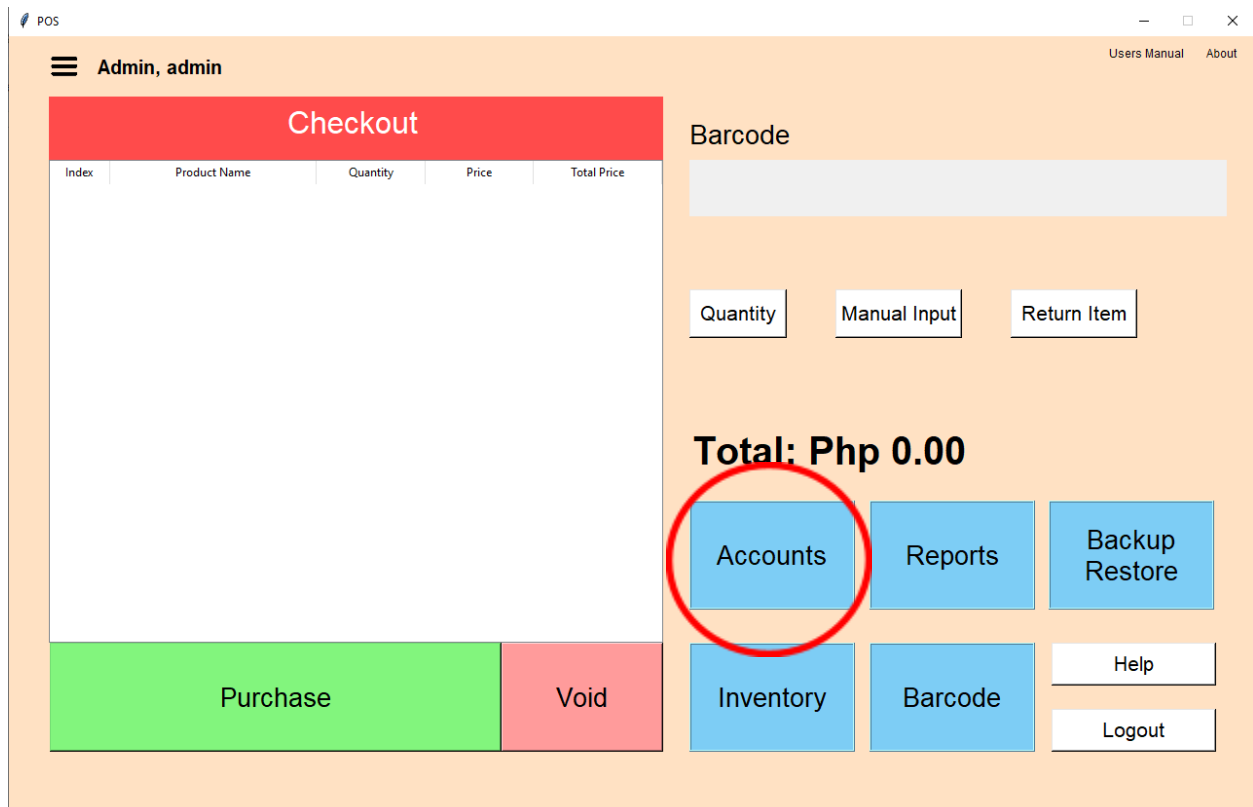 POS
Users Manual About
Admin, admin
Checkout
Index Product Name Quantity Price Total Price
Barcode
Quantity Manual Input Return Item
Total: Php 0.00
Accounts Reports Backup
Restore
Purchase Void Inventory Barcode Help
Logout